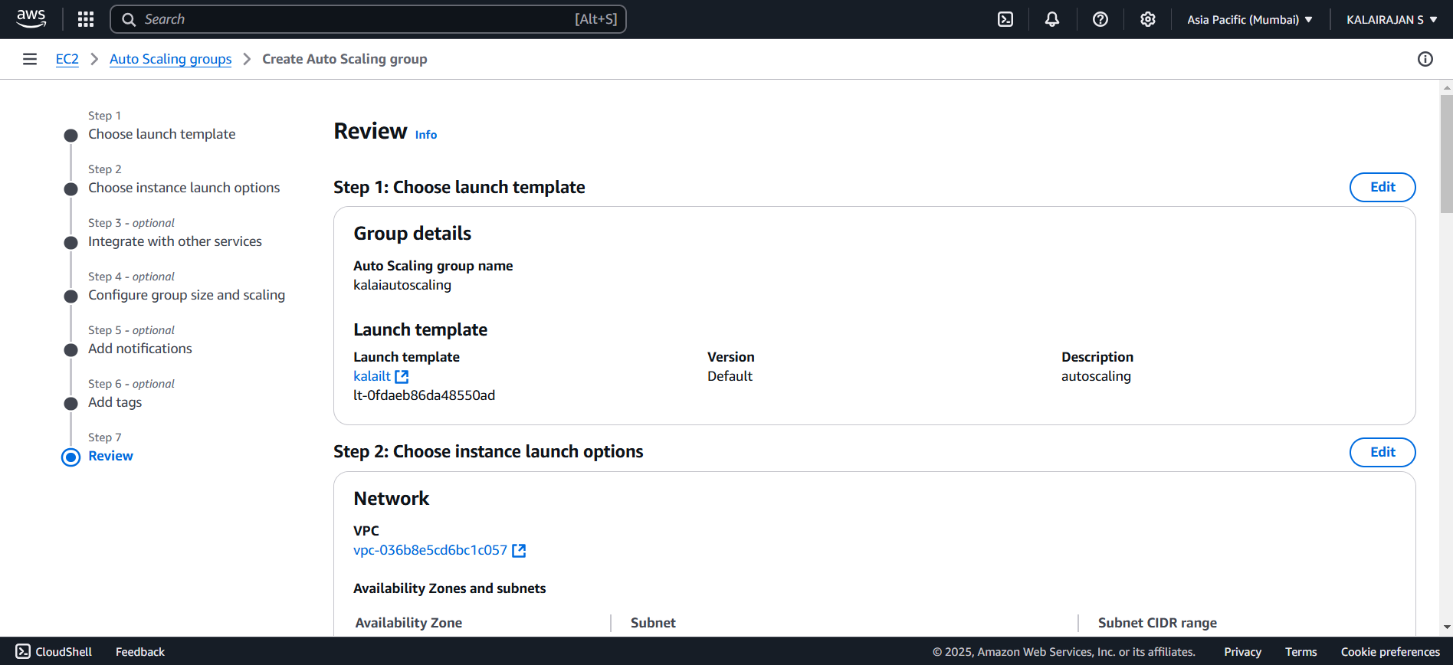 aws
Search
[Alt+S]
Asia Pacific (Mumbai)
KALAIRAJAN S
EC2
Auto Scaling groups
Create Auto Scaling group
Step 1
Choose launch template
Step 2
Choose instance launch options
Step 3 - optional
Integrate with other services
Step 4 - optional
Configure group size and scaling
Step 5 - optional
Add notifications
Step 6 - optional
Add tags
Step 7
Review
Review Info
Step 1: Choose launch template
Edit
Group details
Auto Scaling group name
kalaiautoscaling
Launch template
Launch template
kalailt
lt-0fdaeb86da48550ad
Version
Default
Description
autoscaling
Step 2: Choose instance launch options
Edit
Network
VPC
vpc-036b8e5cd6bc1c057
Availability Zones and subnets
Availability Zone
Subnet
Subnet CIDR range
CloudShell
Feedback
© 2025, Amazon Web Services, Inc. or its affiliates.
Privacy
Terms
Cookie preferences